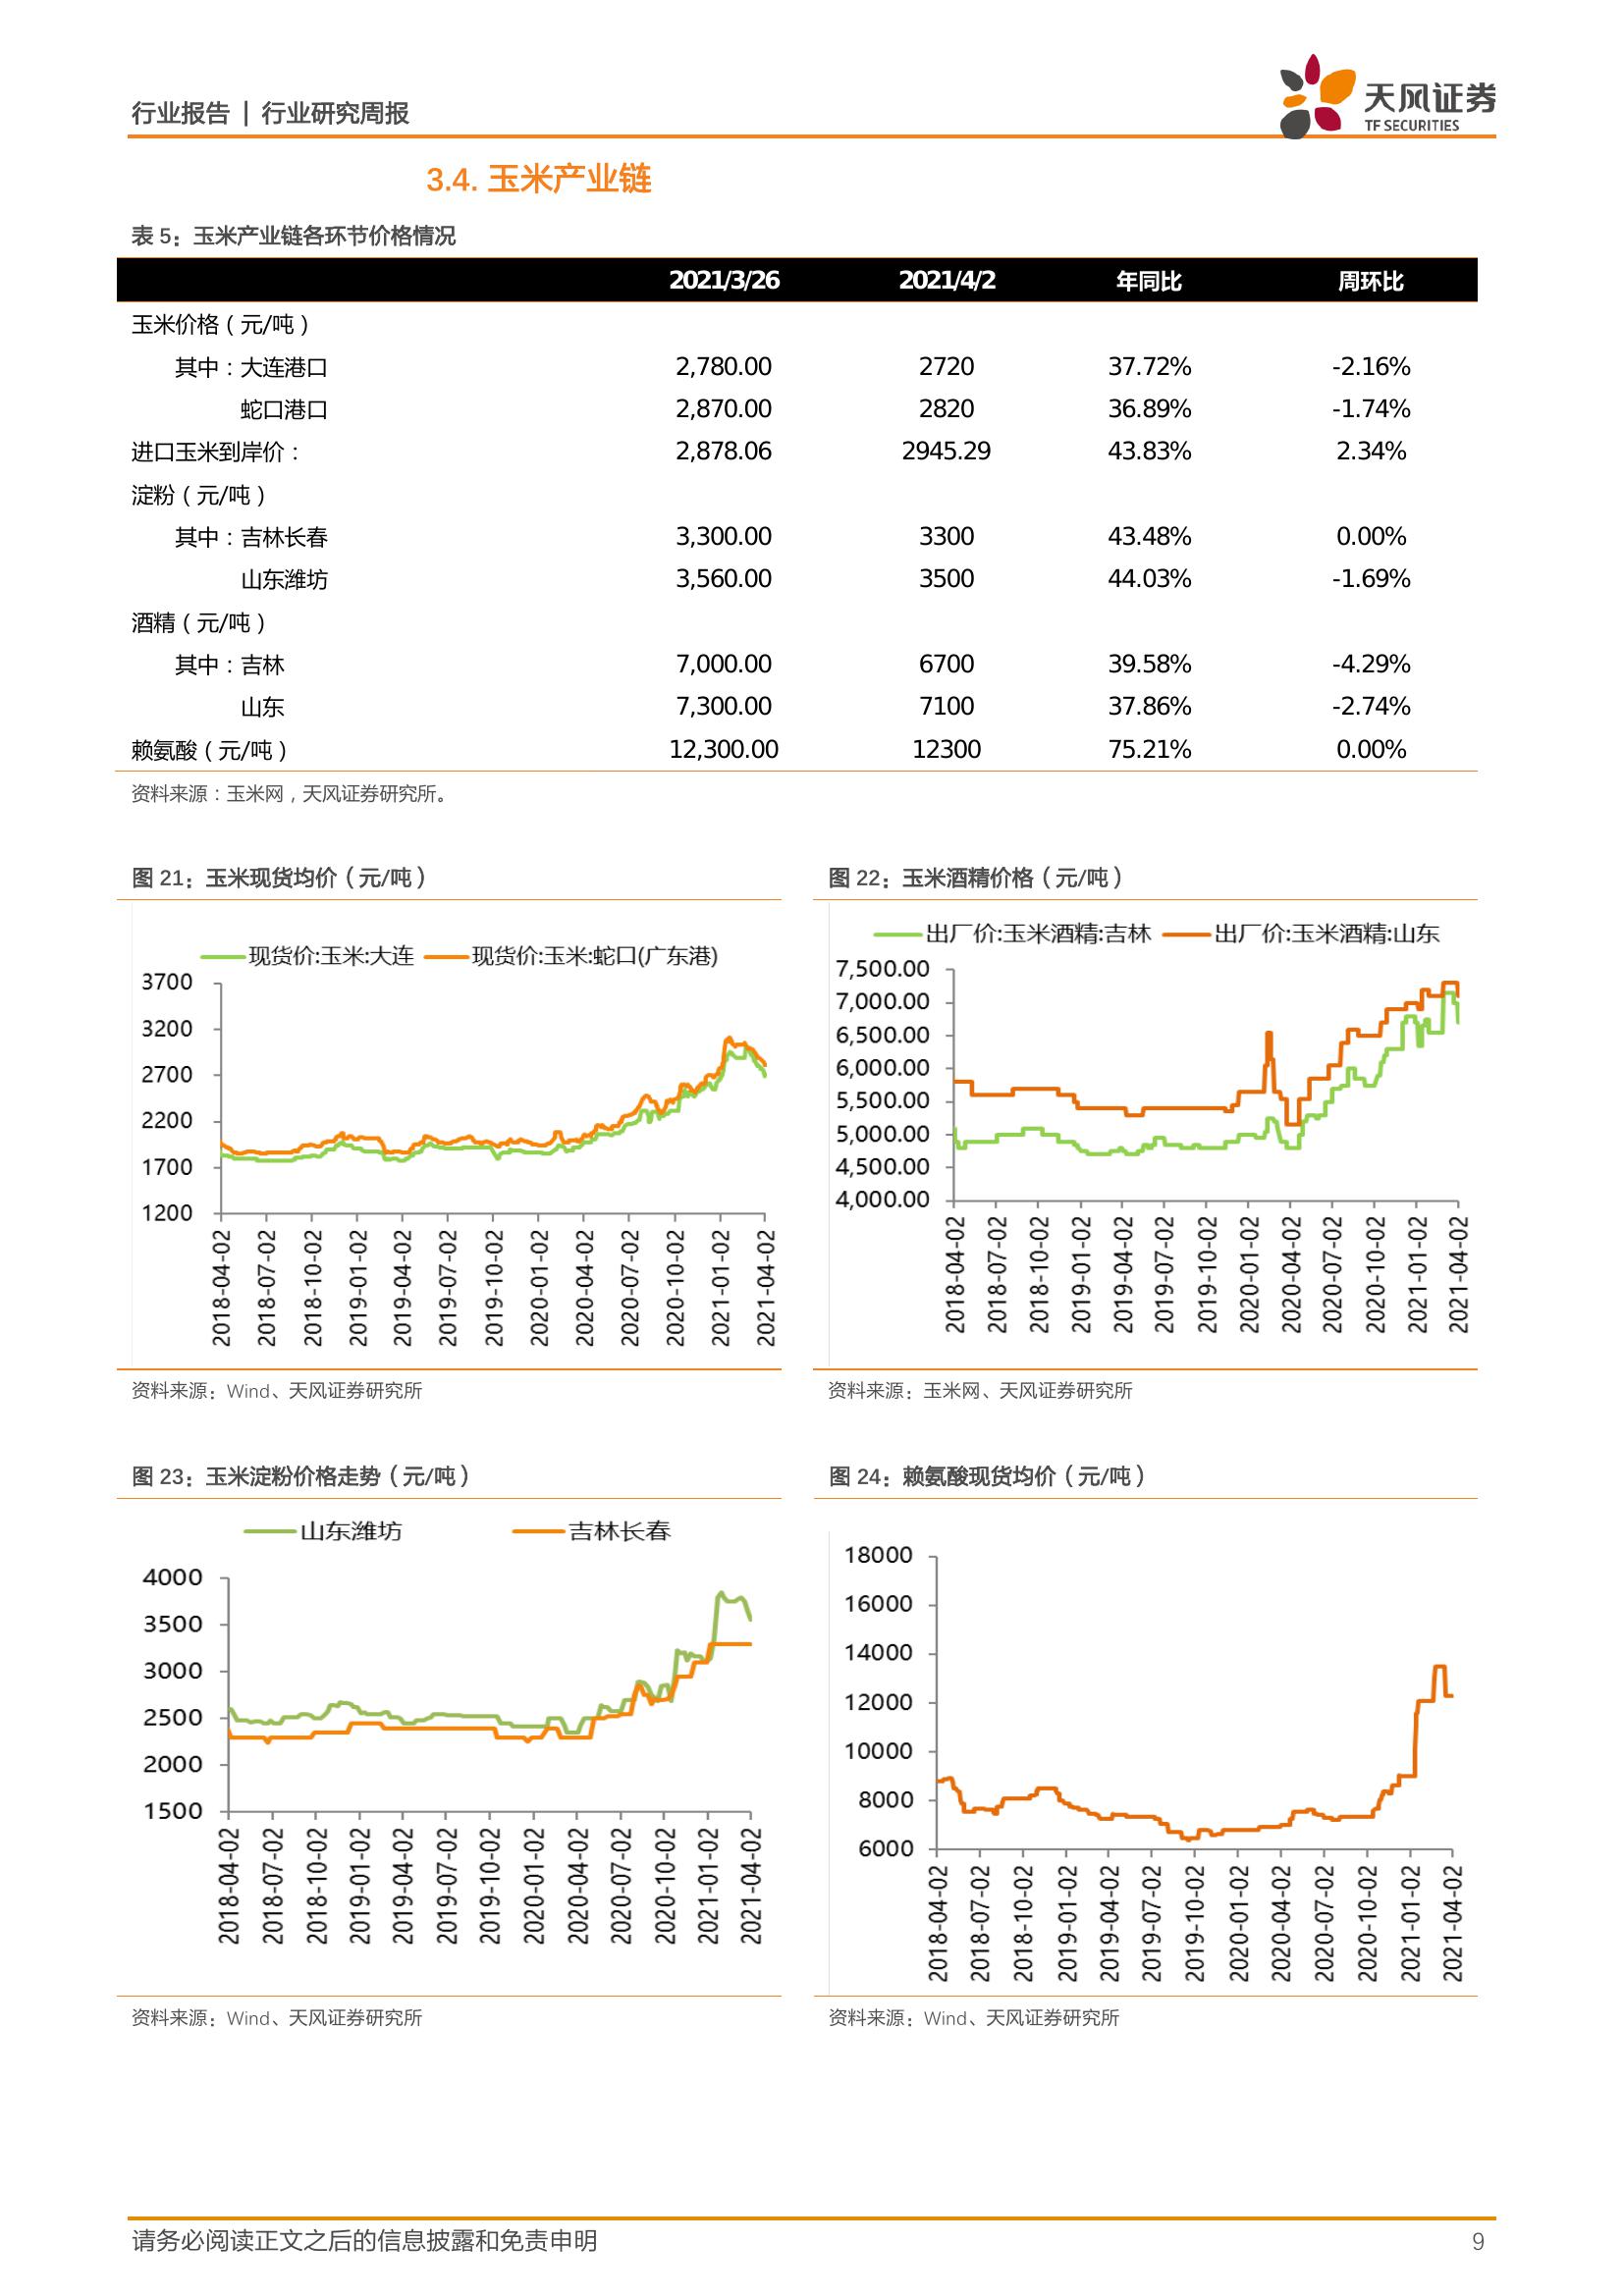 行业报告 | 行业研究周报
天风证券
TF SECURITIES
3.4. 玉米产业链
表 5：玉米产业链各环节价格情况
2021/3/26 2021/4/2 年同比 周环比
玉米价格（元/吨）
其中：大连港口 2,780.00 2720 37.72% -2.16%
蛇口港口 2,870.00 2820 36.89% -1.74%
进口玉米到岸价： 2,878.06 2945.29 43.83% 2.34%
淀粉（元/吨）
其中：吉林长春 3,300.00 3300 43.48% 0.00%
山东潍坊 3,560.00 3500 44.03% -1.69%
酒精（元/吨）
其中：吉林 7,000.00 6700 39.58% -4.29%
山东 7,300.00 7100 37.86% -2.74%
赖氨酸（元/吨） 12,300.00 12300 75.21% 0.00%
资料来源：玉米网，天风证券研究所。
图 21：玉米现货均价（元/吨）
现货价:玉米:大连 现货价:玉米:蛇口(广东港)
3700
3200
2700
2200
1700
1200
2018-04-02 2018-07-02 2018-10-02 2019-01-02 2019-04-02 2019-07-02 2019-10-02 2020-01-02 2020-04-02 2020-07-02 2020-10-02 2021-01-02 2021-04-02
资料来源：Wind、天风证券研究所
图 22：玉米酒精价格（元/吨）
出厂价:玉米酒精:吉林 出厂价:玉米酒精:山东
7,500.00
7,000.00
6,500.00
6,000.00
5,500.00
5,000.00
4,500.00
4,000.00
2018-04-02 2018-07-02 2018-10-02 2019-01-02 2019-04-02 2019-07-02 2019-10-02 2020-01-02 2020-04-02 2020-07-02 2020-10-02 2021-01-02 2021-04-02
资料来源：玉米网、天风证券研究所
图 23：玉米淀粉价格走势（元/吨）
山东潍坊 吉林长春
4000
3500
3000
2500
2000
1500
2018-04-02 2018-07-02 2018-10-02 2019-01-02 2019-04-02 2019-07-02 2019-10-02 2020-01-02 2020-04-02 2020-07-02 2020-10-02 2021-01-02 2021-04-02
资料来源：Wind、天风证券研究所
图 24：赖氨酸现货均价（元/吨）
18000
16000
14000
12000
10000
8000
6000
2018-04-02 2018-07-02 2018-10-02 2019-01-02 2019-04-02 2019-07-02 2019-10-02 2020-01-02 2020-04-02 2020-07-02 2020-10-02 2021-01-02 2021-04-02
资料来源：Wind、天风证券研究所
请务必阅读正文之后的信息披露和免责申明 9